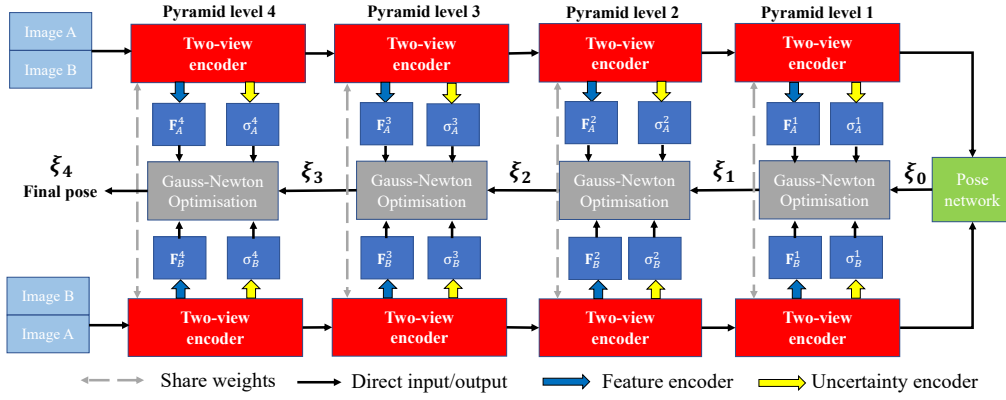 Pyramid level 4 Pyramid level 3 Pyramid level 2 Pyramid level 1
Image A
Image B
Two-view
encoder
Two-view
encoder
Two-view
encoder
Two-view
encoder
F_A^4 σ_A^4 F_A^3 σ_A^3 F_A^2 σ_A^2 F_A^1 σ_A^1
ξ_4
Final pose
Gauss-Newton
Optimisation
ξ_3
Gauss-Newton
Optimisation
ξ_2
Gauss-Newton
Optimisation
ξ_1
Gauss-Newton
Optimisation
ξ_0
Pose
network
F_B^4 σ_B^4 F_B^3 σ_B^3 F_B^2 σ_B^2 F_B^1 σ_B^1
Image B
Image A
Two-view
encoder
Two-view
encoder
Two-view
encoder
Two-view
encoder
Share weights Direct input/output Feature encoder Uncertainty encoder